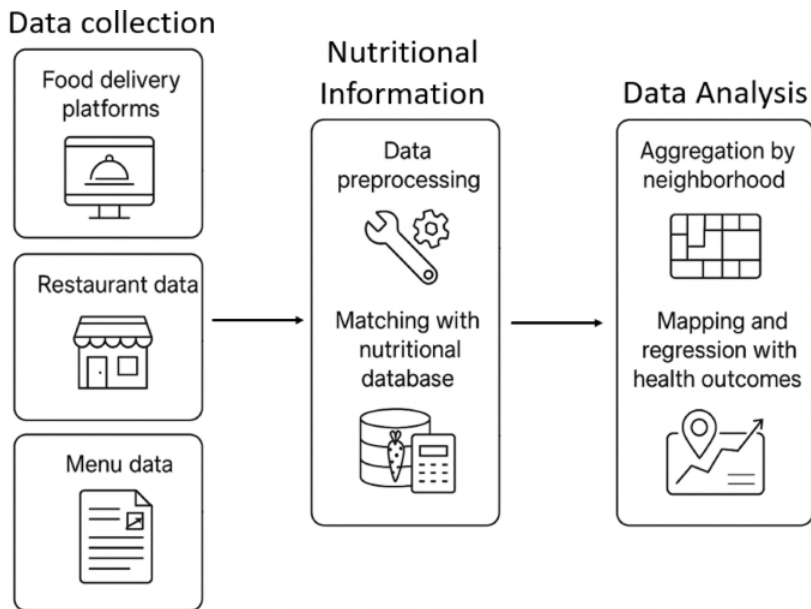 Data collection
Food delivery
platforms
Restaurant data
Menu data
Nutritional
Information
Data
preprocessing
Matching with
nutritional
database
Data Analysis
Aggregation by
neighborhood
Mapping and
regression with
health outcomes